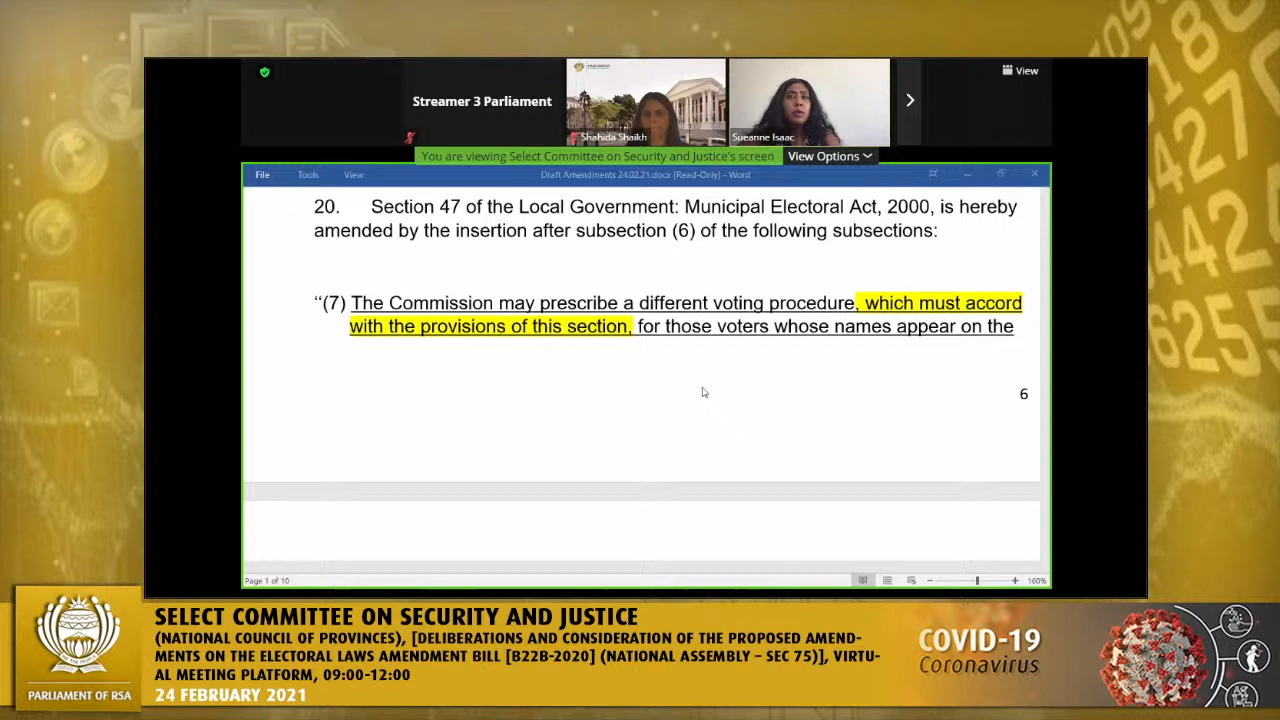 View
Streamer 3 Parliament
PARLIAMENT
Shahida Shaikh
Sueanne Isaac
You are viewing Select Committee on Security and Justice's screen
View Options
File
Tools
View
Draft Amendments 24.02.21.docx [Read-Only] - Word
20. Section 47 of the Local Government: Municipal Electoral Act, 2000, is hereby
amended by the insertion after subsection (6) of the following subsections:
“(7) The Commission may prescribe a different voting procedure, which must accord
with the provisions of this section, for those voters whose names appear on the
6
Page 1 of 10
160%
SELECT COMMITTEE ON SECURITY AND JUSTICE
(NATIONAL COUNCIL OF PROVINCES), [DELIBERATIONS AND CONSIDERATION OF THE PROPOSED AMEND-
MENTS ON THE ELECTORAL LAWS AMENDMENT BILL [B22B-2020] (NATIONAL ASSEMBLY – SEC 75)], VIRTU-
AL MEETING PLATFORM, 09:00-12:00
24 FEBRUARY 2021
PARLIAMENT OF RSA
COVID-19
Coronavirus